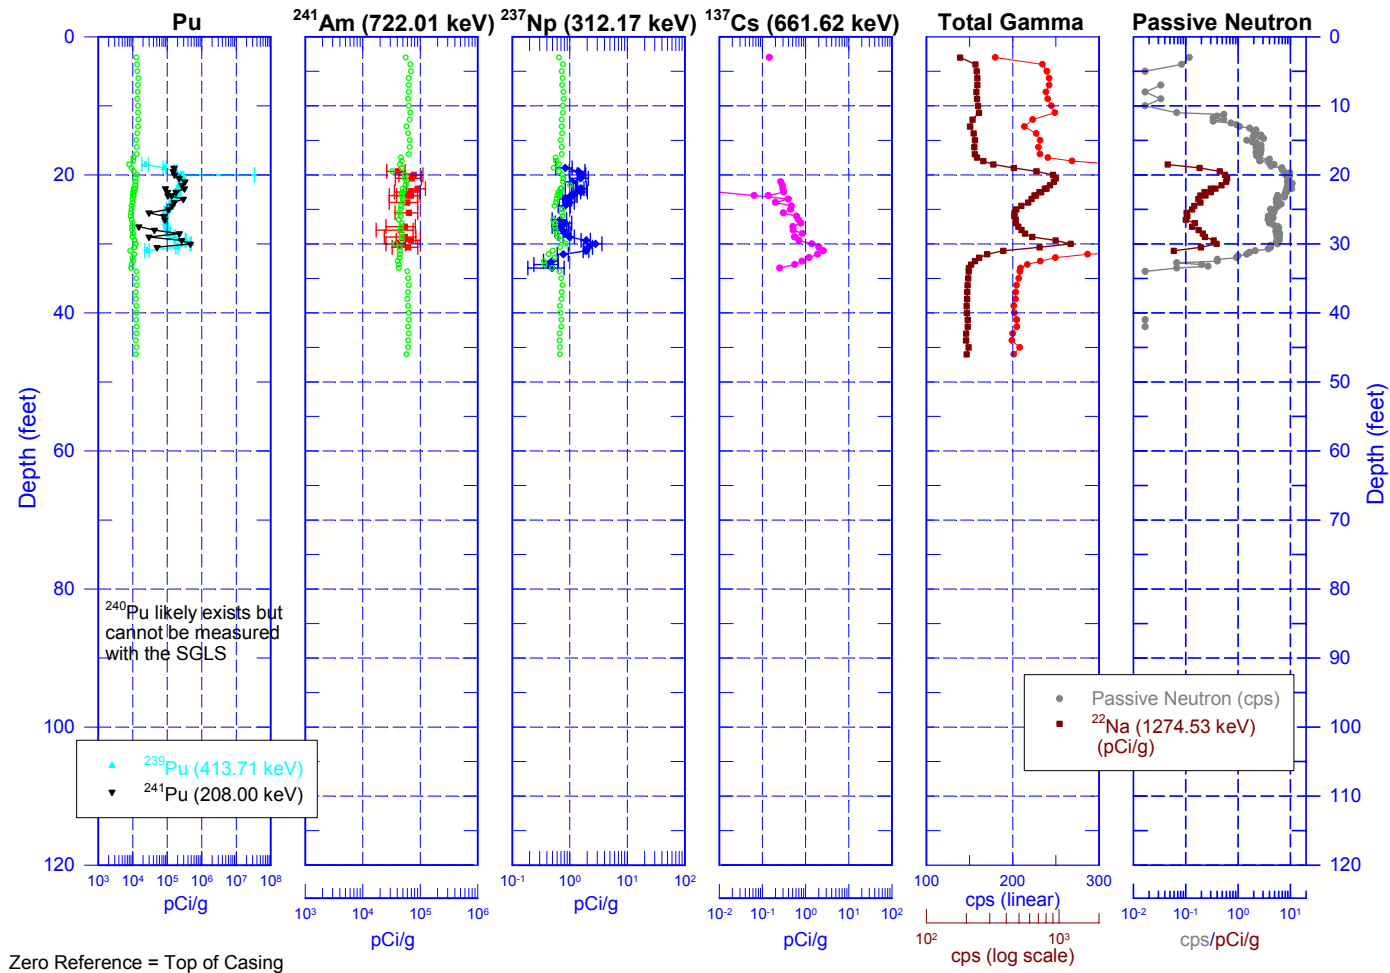 Pu
²⁴¹Am (722.01 keV)
²³⁷Np (312.17 keV)
¹³⁷Cs (661.62 keV)
Total Gamma
Passive Neutron
0
20
40
60
80
100
120
Depth (feet)
0
10
20
30
40
50
60
70
80
90
100
110
120
Depth (feet)
²⁴⁰Pu likely exists but
cannot be measured
with the SGLS
²³⁹Pu (413.71 keV)
²⁴¹Pu (208.00 keV)
Passive Neutron (cps)
²²Na (1274.53 keV)
(pCi/g)
10³ 10⁴ 10⁵ 10⁶ 10⁷ 10⁸
pCi/g
10³ 10⁴ 10⁵ 10⁶
pCi/g
10⁻¹ 10⁰ 10¹ 10²
pCi/g
10⁻² 10⁻¹ 10⁰ 10¹ 10²
pCi/g
100 200 300
cps (linear)
10² 10³
cps (log scale)
10⁻² 10⁻¹ 10⁰ 10¹
cps/pCi/g
Zero Reference = Top of Casing